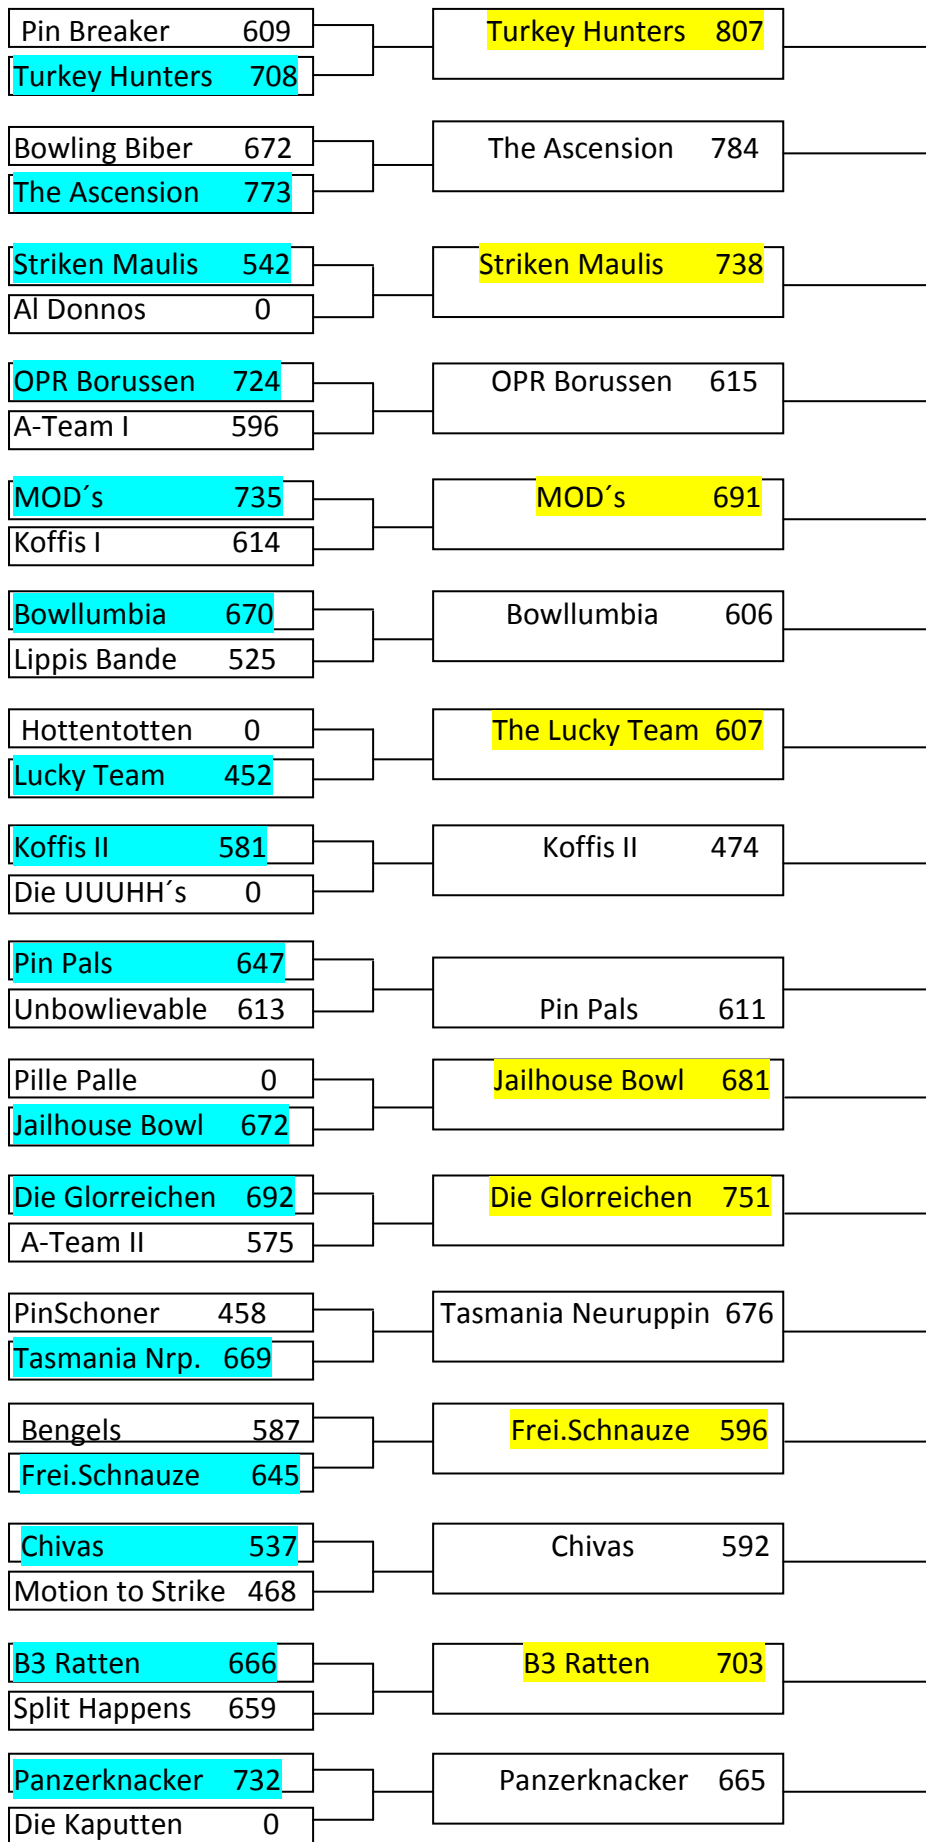 Pin Breaker 609
Turkey Hunters 807
Turkey Hunters 708
Bowling Biber 672
The Ascension 784
The Ascension 773
Striken Maulis 542
Striken Maulis 738
Al Donnos 0
OPR Borussen 724
OPR Borussen 615
A-Team I 596
MOD´s 735
MOD´s 691
Koffis I 614
Bowllumbia 670
Bowllumbia 606
Lippis Bande 525
Hottentotten 0
The Lucky Team 607
Lucky Team 452
Koffis II 581
Koffis II 474
Die UUUHH´s 0
Pin Pals 647
Unbowlievable 613
Pin Pals 611
Pille Palle 0
Jailhouse Bowl 681
Jailhouse Bowl 672
Die Glorreichen 692
Die Glorreichen 751
A-Team II 575
PinSchoner 458
Tasmania Neuruppin 676
Tasmania Nrp. 669
Bengels 587
Frei.Schnauze 596
Frei.Schnauze 645
Chivas 537
Chivas 592
Motion to Strike 468
B3 Ratten 666
B3 Ratten 703
Split Happens 659
Panzerknacker 732
Panzerknacker 665
Die Kaputten 0